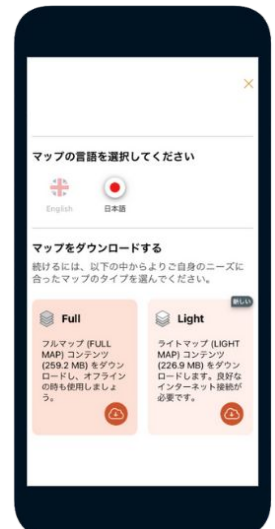 マップの言語を選択してください
English
日本語
マップをダウンロードする
続けるには、以下の中からよりご自身のニーズに
合ったマップのタイプを選んでください。
Full
フルマップ (FULL
MAP) コンテンツ
(259.2 MB) をダウン
ロードし、オフライン
の時も使用しましょ
う。
新しい
Light
ライトマップ (LIGHT
MAP) コンテンツ
(226.9 MB) をダウン
ロードします。良好な
インターネット接続が
必要です。